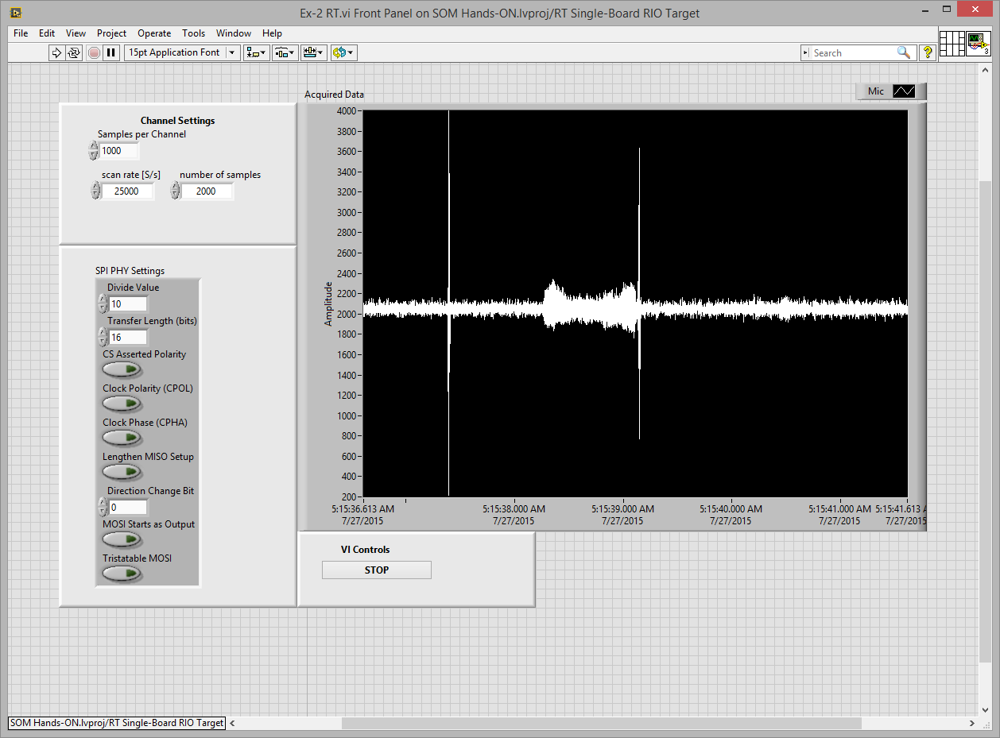 Ex-2 RT.vi Front Panel on SOM Hands-ON.lvproj/RT Single-Board RIO Target
File Edit View Project Operate Tools Window Help
15pt Application Font
Search
?
3
Acquired Data
Mic
Channel Settings
Samples per Channel
1000
scan rate [S/s] number of samples
25000 2000
SPI PHY Settings
Divide Value
10
Transfer Length (bits)
16
CS Asserted Polarity
Clock Polarity (CPOL)
Clock Phase (CPHA)
Lengthen MISO Setup
Direction Change Bit
0
MOSI Starts as Output
Tristatable MOSI
Amplitude
4000
3800
3600
3400
3200
3000
2800
2600
2400
2200
2000
1800
1600
1400
1200
1000
800
600
400
200
5:15:36.613 AM 5:15:38.000 AM 5:15:39.000 AM 5:15:40.000 AM 5:15:41.000 AM 5:15:41.613 A
7/27/2015 7/27/2015 7/27/2015 7/27/2015 7/27/2015 7/27/2015
VI Controls
STOP
SOM Hands-ON.lvproj/RT Single-Board RIO Target